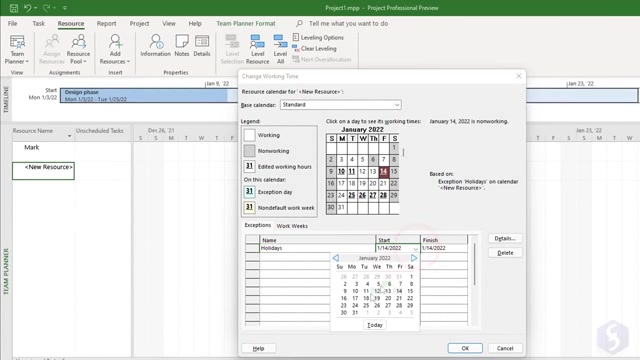 Project1.mpp - Project Professional Preview
File Task Resource Report Project View Help Team Planner Format Tell me what you want to do
Team Planner
Assign Resources
Resource Pool
Information
Notes
Details
Level Selection
Level Resource
Level All
Leveling Options
Clear Leveling
Next Overallocation
View
Level
TIMELINE
Start
Mon 1/3/22
Jan 9, '22
Jan 23, '22
Design phase
Mon 1/3/22 - Tue 1/25/22
Resource Name
Unscheduled Tasks
Dec 26, '21
Jan 23, '22
Mark
<New Resource>
TEAM PLANNER
Change Working Time
Resource calendar for '<New Resource>':
Base calendar: Standard
Legend:
Working
Nonworking
31 Edited working hours
On this calendar:
31 Exception day
31 Nondefault work week
Click on a day to see its working times:
January 2022
S M T W Th F S
1
2 3 4 5 6 7 8
9 10 11 12 13 14 15
16 17 18 19 20 21 22
23 24 25 26 27 28 29
30 31
January 14, 2022 is nonworking.
Based on:
Exception 'Holidays' on calendar '<New Resource>'.
Exceptions Work Weeks
Name Start Finish
Holidays 1/14/2022 1/14/2022
Details...
Delete
January 2022
Su Mo Tu We Th Fr Sa
26 27 28 29 30 31 1
2 3 4 5 6 7 8
9 10 11 12 13 14 15
16 17 18 19 20 21 22
23 24 25 26 27 28 29
30 31 1 2 3 4 5
Today
Help
OK
Cancel